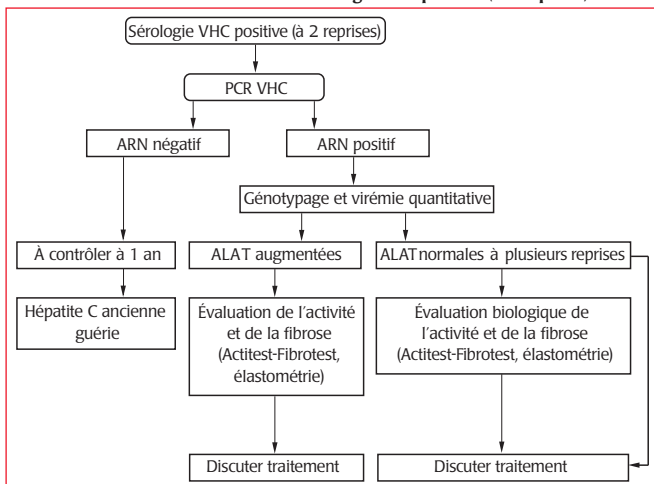 Sérologie VHC positive (à 2 reprises)
PCR VHC
ARN négatif
ARN positif
Génotypage et virémie quantitative
À contrôler à 1 an
ALAT augmentées
ALAT normales à plusieurs reprises
Hépatite C ancienne
guérie
Évaluation de l'activité
et de la fibrose
(Actitest-Fibrotest,
élastométrie)
Évaluation biologique de
l'activité et de la fibrose
(Actitest-Fibrotest, élastométrie)
Discuter traitement
Discuter traitement